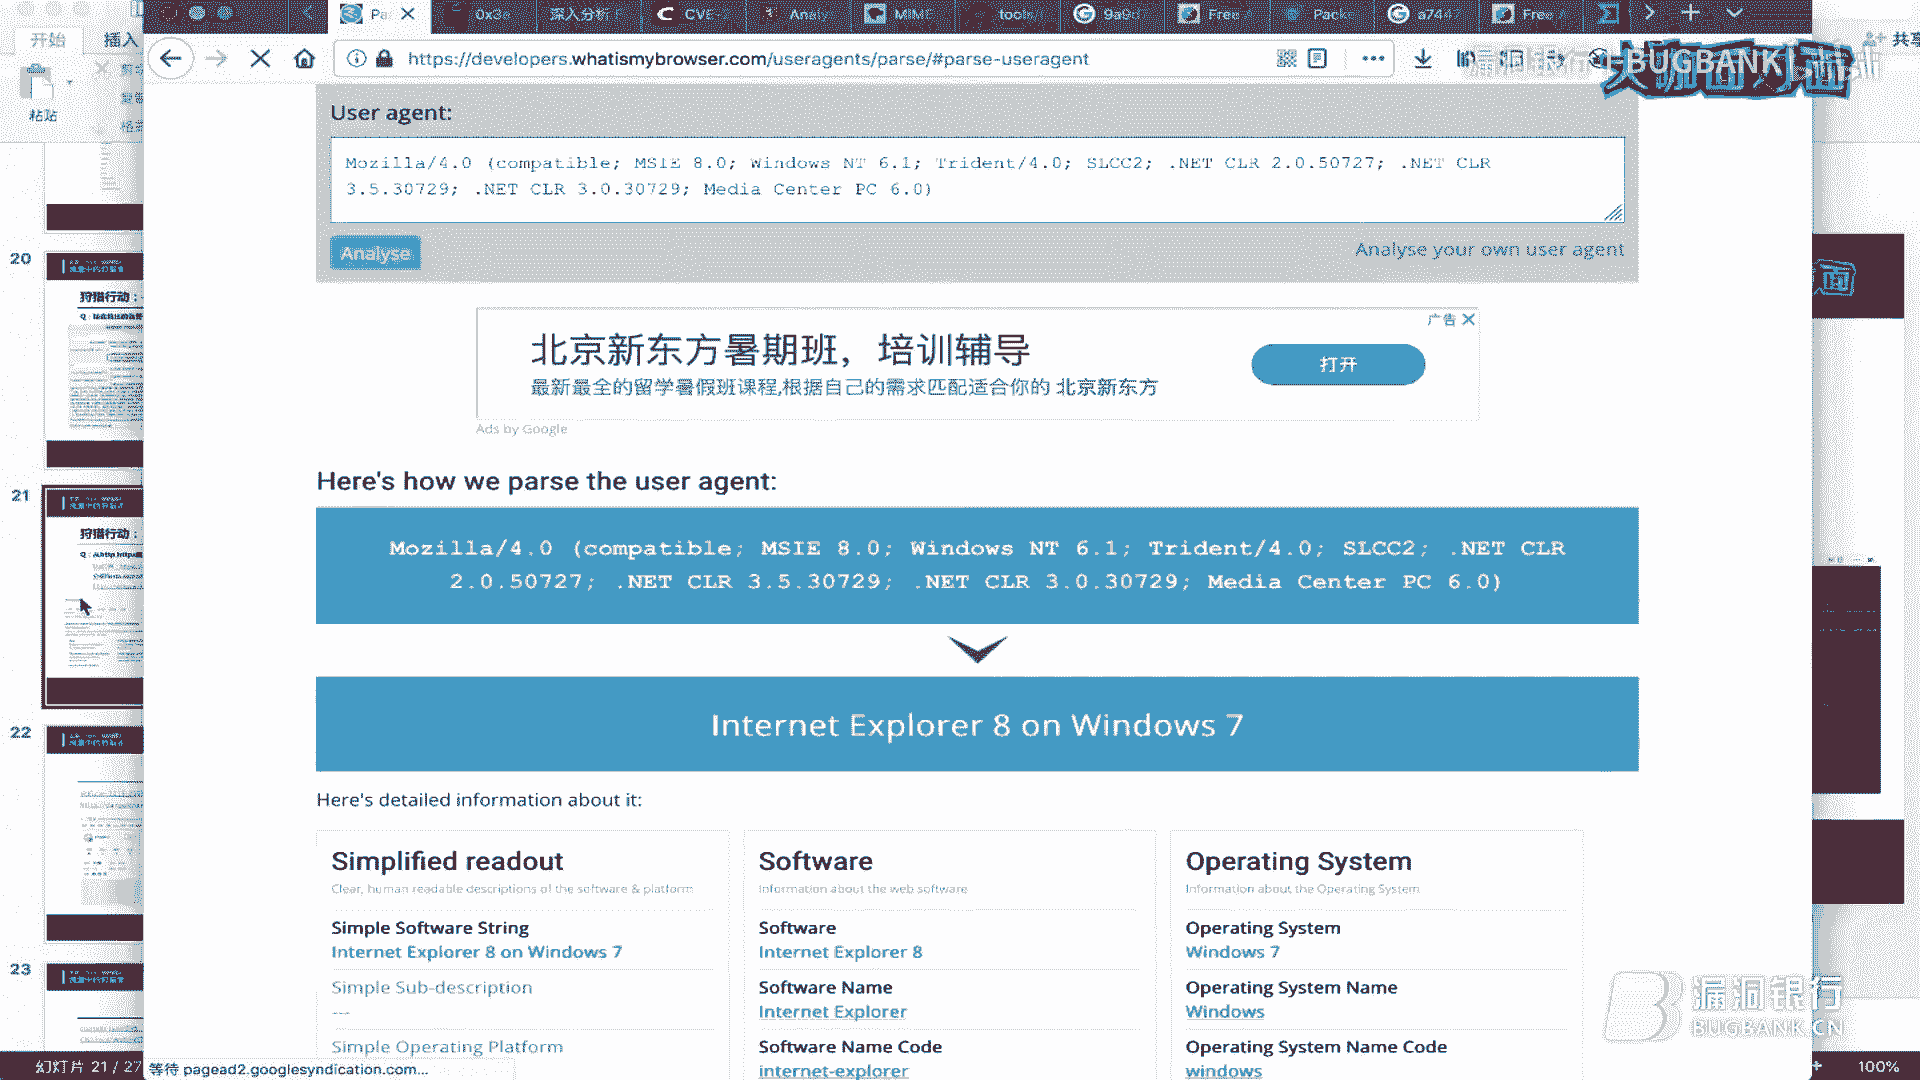 开始
插入
粘贴
共享
0x3
深入分析
CVE-
Analy
MIME
tools
9a9d
Free
Packe
a7447
Free
https://developers.whatismybrowser.com/useragents/parse/#parse-useragent
漏洞银行 BUGBANK
大咖面对面
User agent:
Mozilla/4.0 (compatible; MSIE 8.0; Windows NT 6.1; Trident/4.0; SLCC2; .NET CLR 2.0.50727; .NET CLR
3.5.30729; .NET CLR 3.0.30729; Media Center PC 6.0)
Analyse
Analyse your own user agent
广告
北京新东方暑期班，培训辅导
最新最全的留学暑假班课程,根据自己的需求匹配适合你的 北京新东方
打开
Ads by Google
Here's how we parse the user agent:
Mozilla/4.0 (compatible; MSIE 8.0; Windows NT 6.1; Trident/4.0; SLCC2; .NET CLR
2.0.50727; .NET CLR 3.5.30729; .NET CLR 3.0.30729; Media Center PC 6.0)
Internet Explorer 8 on Windows 7
Here's detailed information about it:
Simplified readout
Clear, human readable descriptions of the software & platform
Simple Software String
Internet Explorer 8 on Windows 7
Simple Sub-description
---
Simple Operating Platform
Software
Information about the web software
Software
Internet Explorer 8
Software Name
Internet Explorer
Software Name Code
internet-explorer
Operating System
Information about the Operating System
Operating System
Windows 7
Operating System Name
Windows
Operating System Name Code
windows
20
狩猎行动：
21
狩猎行动：
22
23
面
漏洞银行
BUGBANK.CN
幻灯片 21 / 27
等待 pagead2.googlesyndication.com...
100%